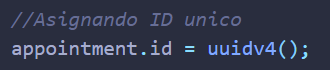 //Asignando ID unico
appointment.id = uuidv4();